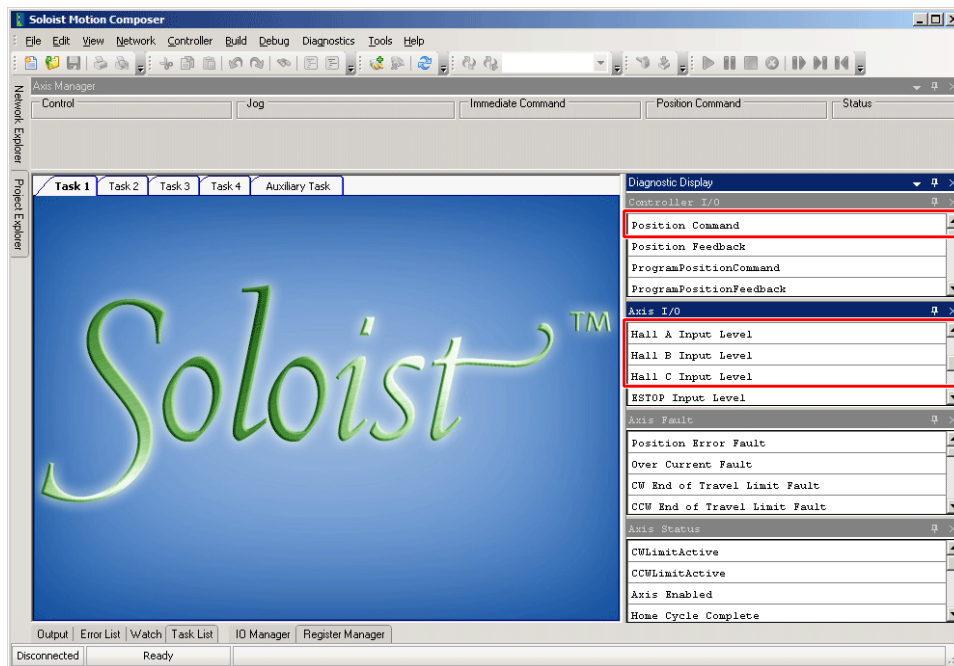 Soloist Motion Composer
File Edit View Network Controller Build Debug Diagnostics Tools Help
Axis Manager
Control Jog Immediate Command Position Command Status
Network Explorer
Project Explorer
Task 1 Task 2 Task 3 Task 4 Auxiliary Task
Soloist™
Diagnostic Display
Controller I/O
Position Command
Position Feedback
ProgramPositionCommand
ProgramPositionFeedback
Axis I/O
Hall A Input Level
Hall B Input Level
Hall C Input Level
ESTOP Input Level
Axis Fault
Position Error Fault
Over Current Fault
CW End of Travel Limit Fault
CCW End of Travel Limit Fault
Axis Status
CWLimitActive
CCWLimitActive
Axis Enabled
Home Cycle Complete
Output Error List Watch Task List IO Manager Register Manager
Disconnected Ready